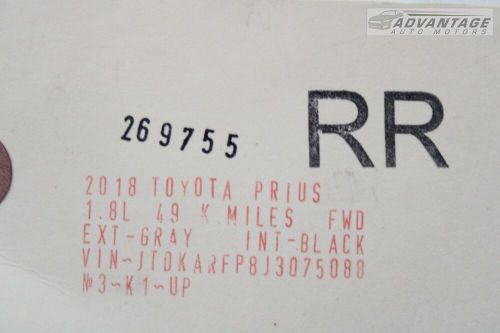 ADVANTAGE
AUTO MOTORS
RR
269755
2018 TOYOTA PRIUS
1.8L 49 K MILES FWD
EXT-GRAY INT-BLACK
VIN~JTDKARFP8J3075088
№3~K1~UP